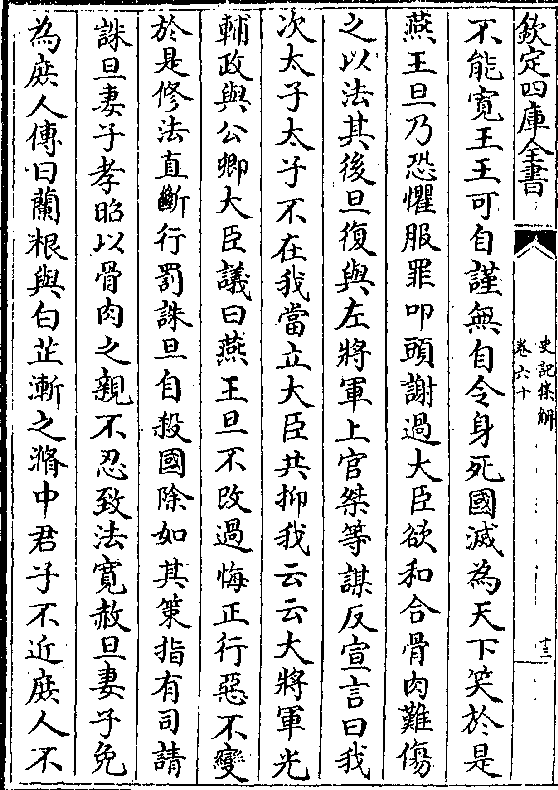 欽定四庫全書
史記集解
卷六十
十三
不能寛王王可自謹無自令身死國滅為天下笑於是
燕王旦乃恐懼服罪叩頭謝過大臣欲和合骨肉難傷
之以法其後旦復與左將軍上官桀等謀反宣言曰我
次太子太子不在我當立大臣共抑我云云大將軍光
輔政與公卿大臣議曰燕王旦不改過悔正行惡不變
於是修法直斷行罰誅旦自殺國除如其策指有司請
誅旦妻子孝昭以骨肉之親不忍致法寛赦旦妻子免
為庶人傳曰蘭根與白芷漸之滫中君子不近庶人不